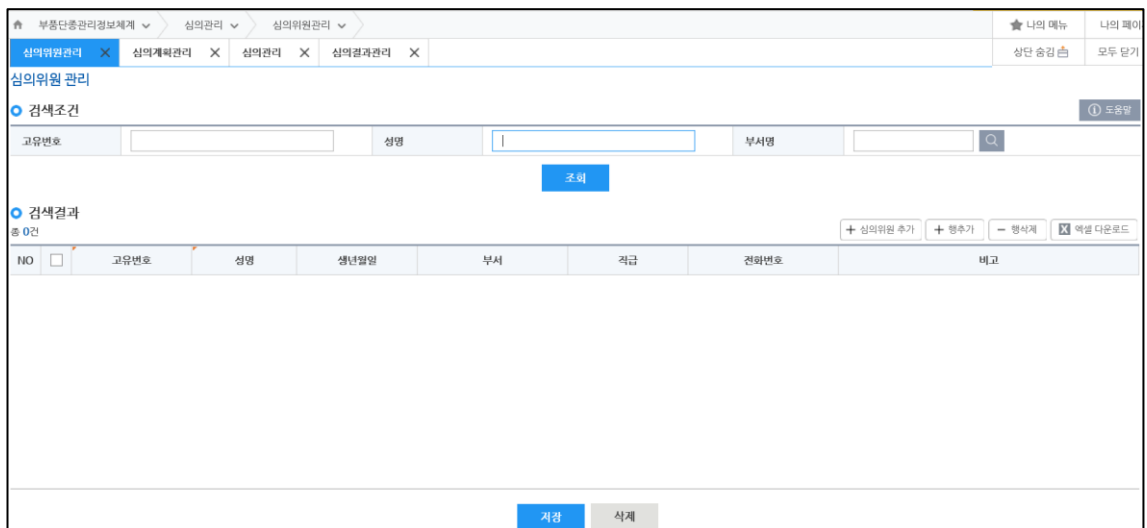 부품단종관리정보체계 심의관리 심의위원관리 나의 메뉴 나의 페이
심의위원관리 심의계획관리 심의관리 심의결과관리 상단 숨김 모두 닫기
심의위원 관리
검색조건 도움말
고유번호 성명 부서명
조회
검색결과
총 0건 + 심의위원 추가 + 행추가 - 행삭제 X 엑셀 다운로드
NO 고유번호 성명 생년월일 부서 직급 전화번호 비고
저장 삭제